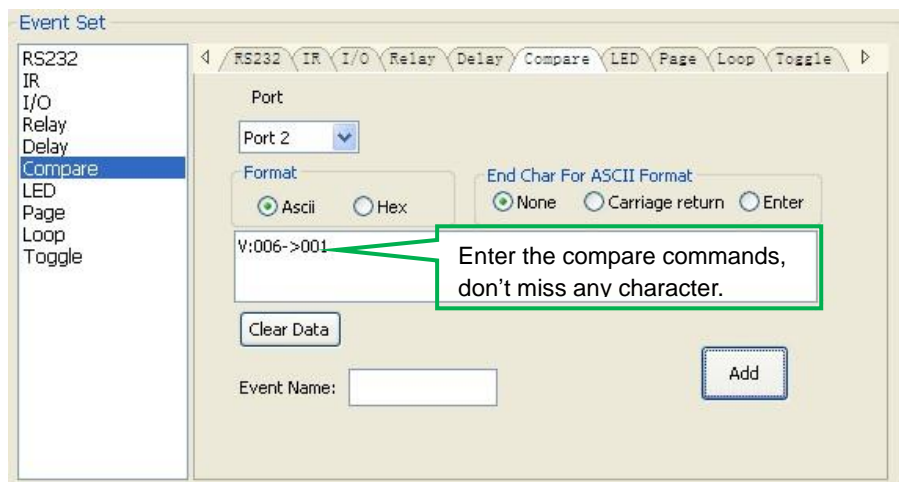 Event Set
RS232
IR
I/O
Relay
Delay
Compare
LED
Page
Loop
Toggle
RS232 IR I/O Relay Delay Compare LED Page Loop Toggle
Port
Port 2
Format
Ascii Hex
End Char For ASCII Format
None Carriage return Enter
V:006->001
Enter the compare commands,
don't miss any character.
Clear Data
Event Name:
Add